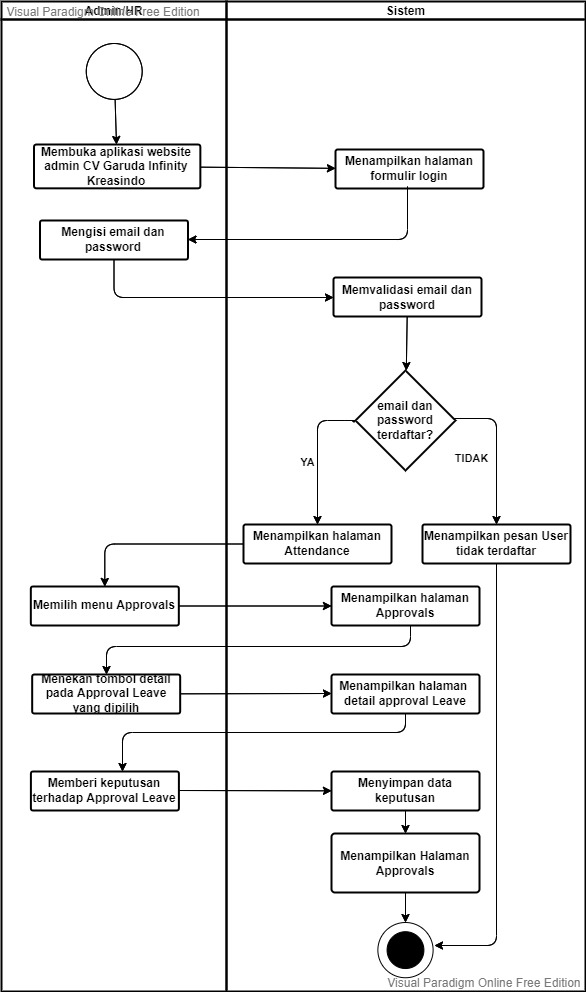 Visual Paradigm Online Free Edition
Admin HR
Sistem
Membuka aplikasi website
admin CV Garuda Infinity
Kreasindo
Menampilkan halaman
formulir login
Mengisi email dan
password
Memvalidasi email dan
password
email dan
password
terdaftar?
YA
TIDAK
Menampilkan halaman
Attendance
Menampilkan pesan User
tidak terdaftar
Memilih menu Approvals
Menampilkan halaman
Approvals
Menekan tombol detail
pada Approval Leave
yang dipilih
Menampilkan halaman
detail approval Leave
Memberi keputusan
terhadap Approval Leave
Menyimpan data
keputusan
Menampilkan Halaman
Approvals
Visual Paradigm Online Free Edition